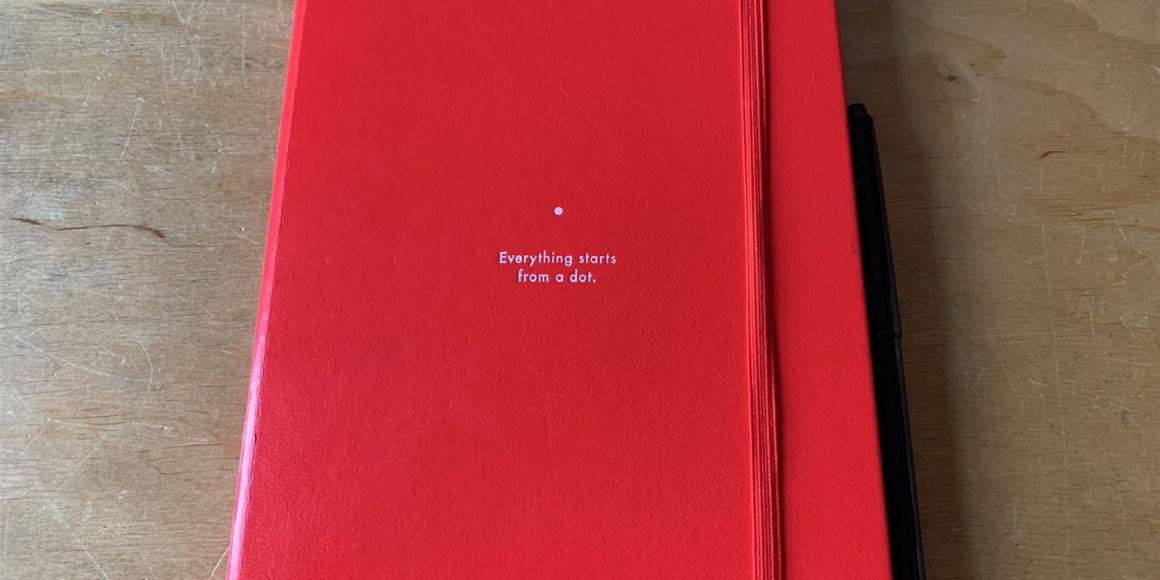 Everything starts
from a dot.